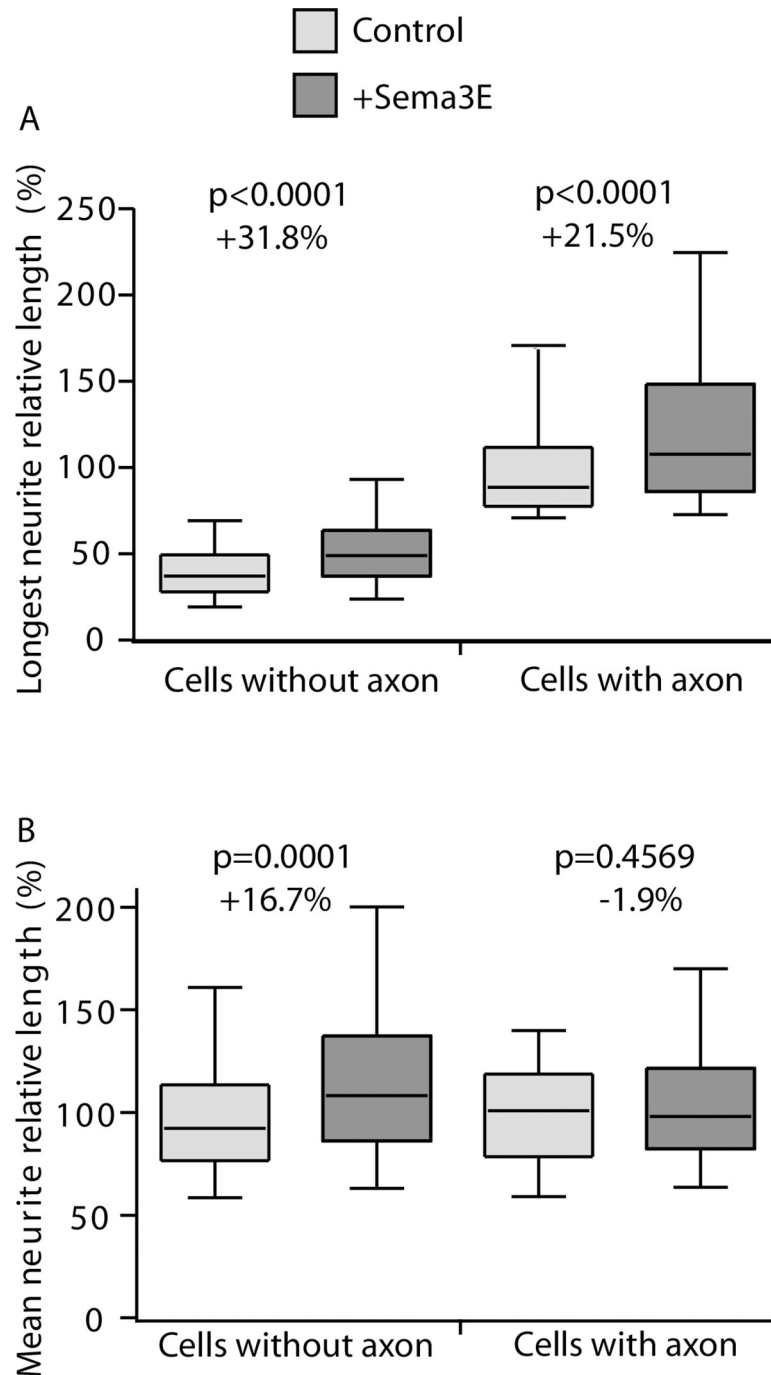 Control
+Sema3E
A
Longest neurite relative length (%)
p<0.0001
+31.8%
p<0.0001
+21.5%
250
200
150
100
50
0
Cells without axon
Cells with axon
B
Mean neurite relative length (%)
p=0.0001
+16.7%
p=0.4569
-1.9%
200
150
100
50
0
Cells without axon
Cells with axon